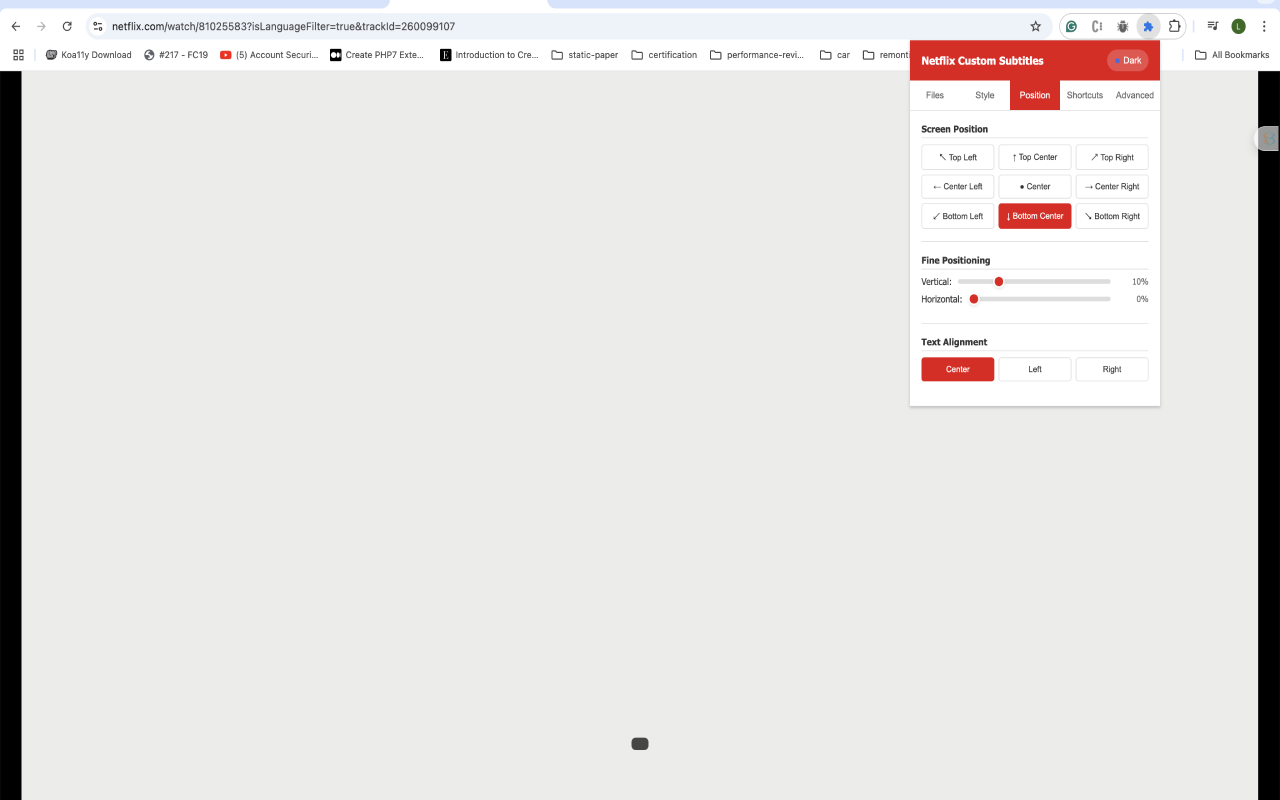 netflix.com/watch/81025583?isLanguageFilter=true&trackId=260099107
L
Koa11y Download
#217 - FC19
(5) Account Securi...
Create PHP7 Exte...
E
Introduction to Cre...
static-paper
certification
performance-revi...
car
remont
All Bookmarks
Netflix Custom Subtitles
Dark
Files Style Position Shortcuts Advanced
Screen Position
↖ Top Left ↑ Top Center ↗ Top Right
← Center Left ● Center → Center Right
↙ Bottom Left ↓ Bottom Center ↘ Bottom Right
Fine Positioning
Vertical: 10%
Horizontal: 0%
Text Alignment
Center Left Right